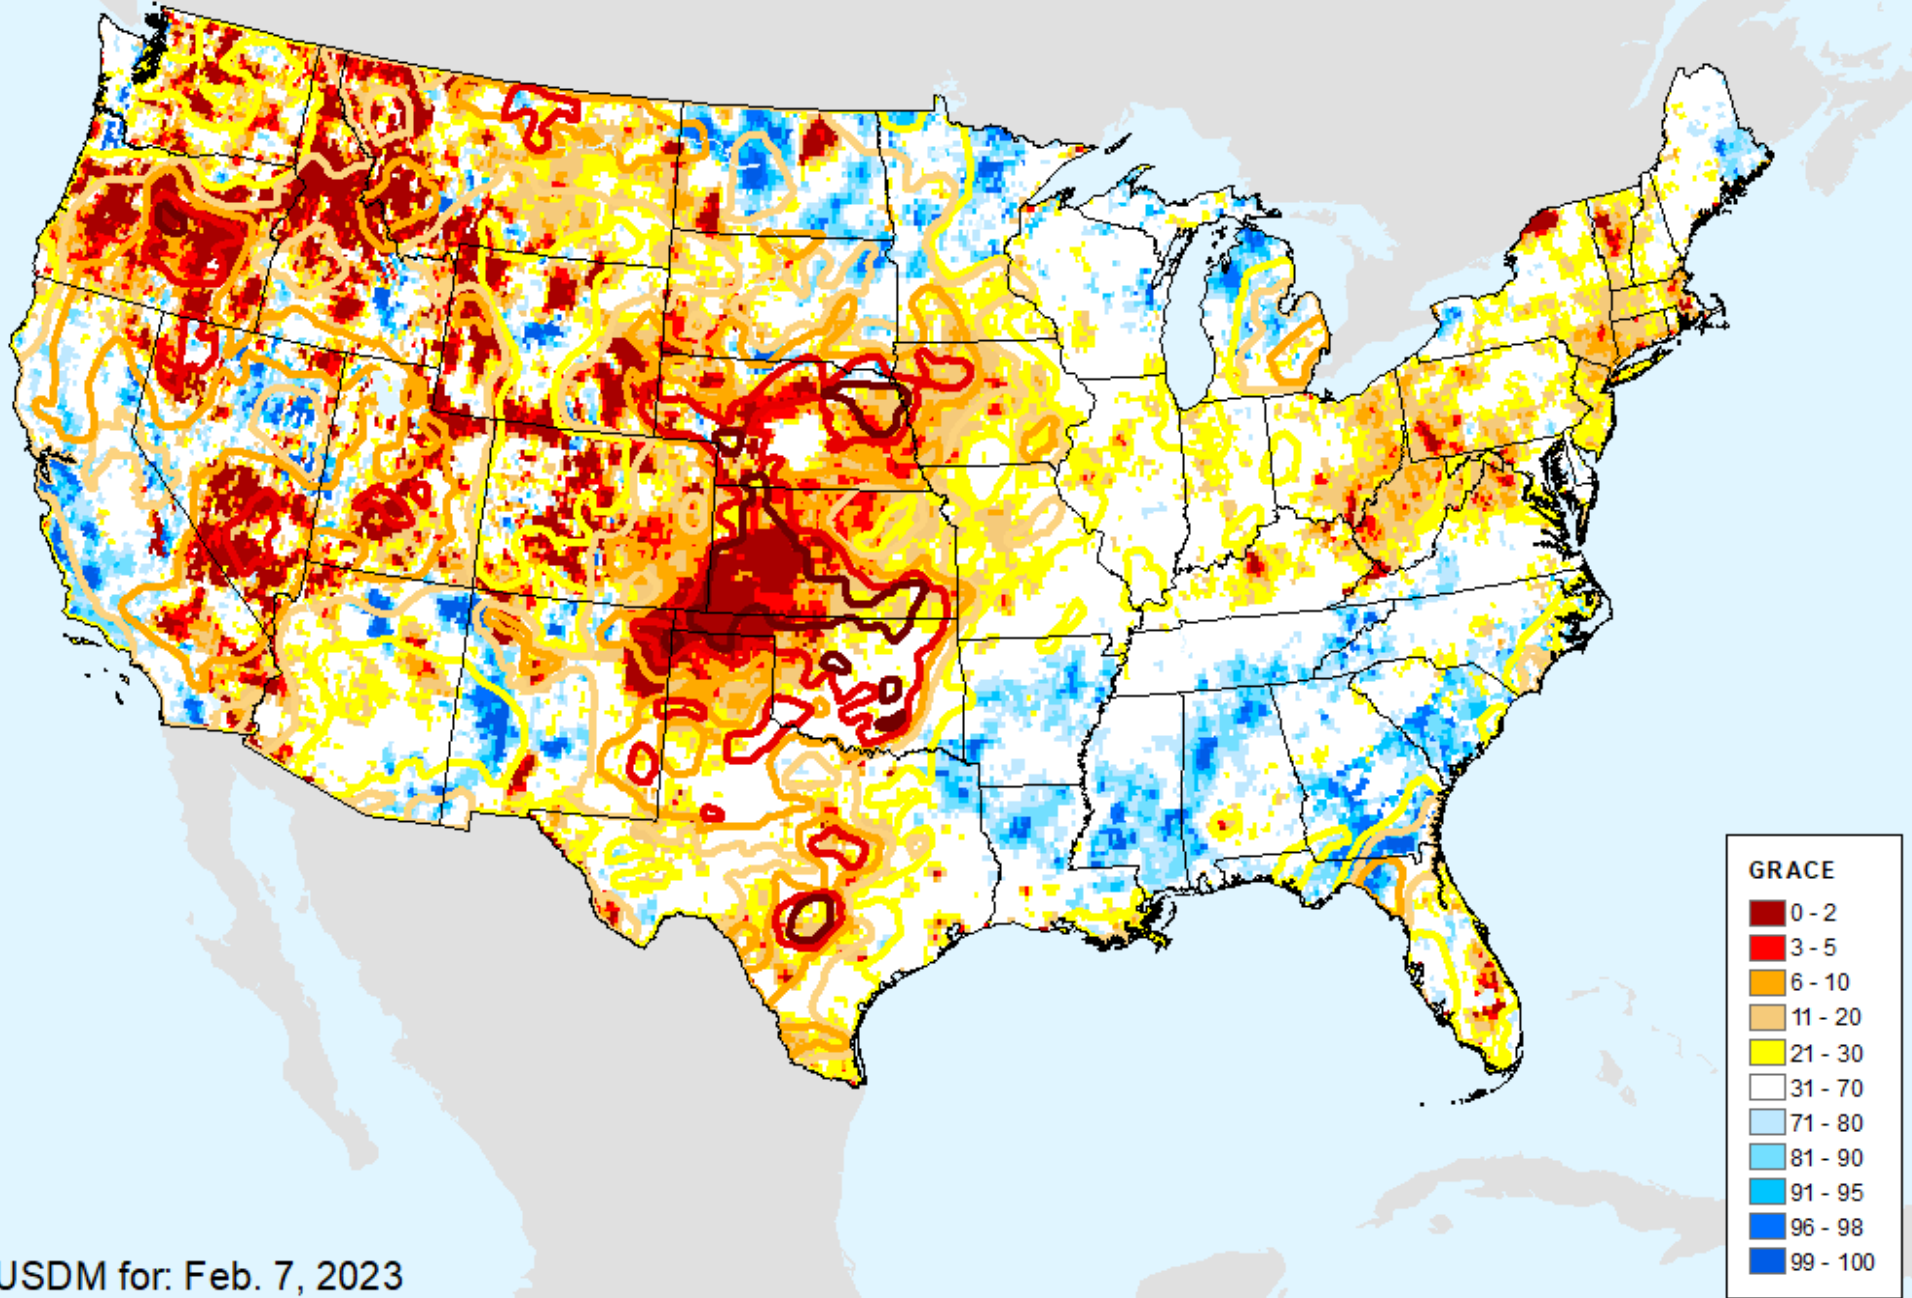 GRACE
0 - 2
3 - 5
6 - 10
11 - 20
21 - 30
31 - 70
71 - 80
81 - 90
91 - 95
96 - 98
99 - 100
USDM for: Feb. 7, 2023